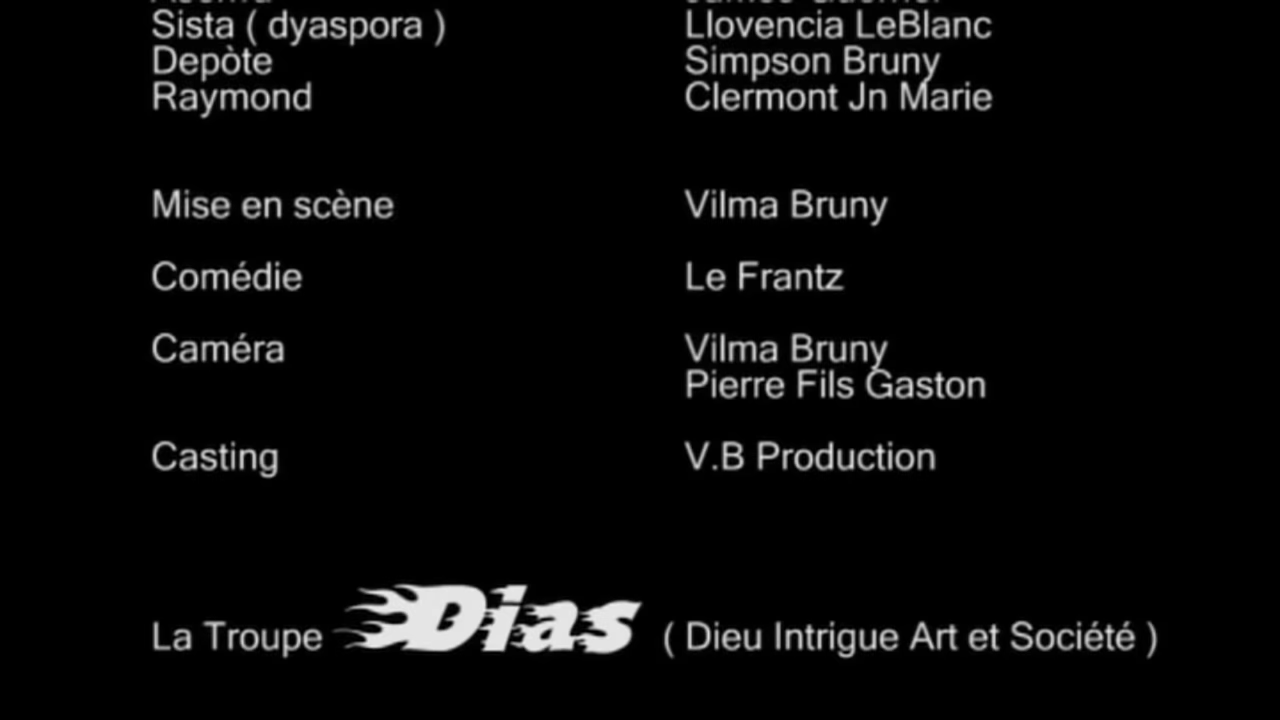 Sista ( dyaspora ) Llovencia LeBlanc
Depòte Simpson Bruny
Raymond Clermont Jn Marie
Mise en scène Vilma Bruny
Comédie Le Frantz
Caméra Vilma Bruny
Pierre Fils Gaston
Casting V.B Production
La Troupe Dias ( Dieu Intrigue Art et Société )